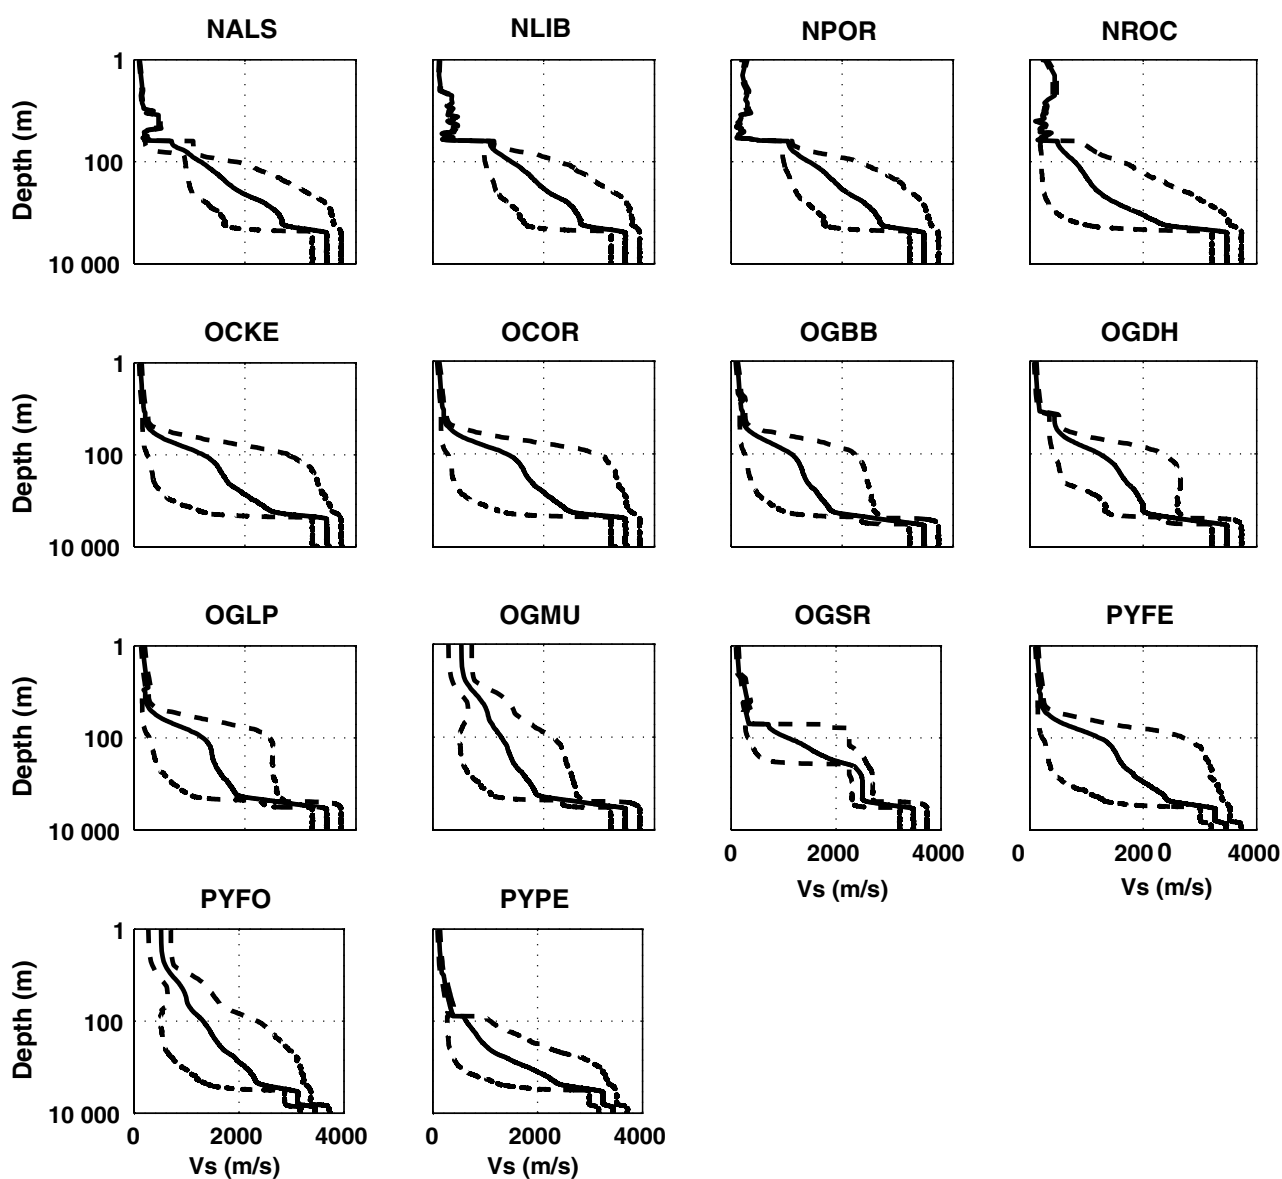 NALS NLIB NPOR NROC
1
Depth (m)
100
10 000
OCKE OCOR OGBB OGDH
1
Depth (m)
100
10 000
OGLP OGMU OGSR PYFE
1
Depth (m)
100
10 000
0 2000 4000 0 2000 4000
Vs (m/s) Vs (m/s)
PYFO PYPE
1
Depth (m)
100
10 000
0 2000 4000 0 2000 4000
Vs (m/s) Vs (m/s)